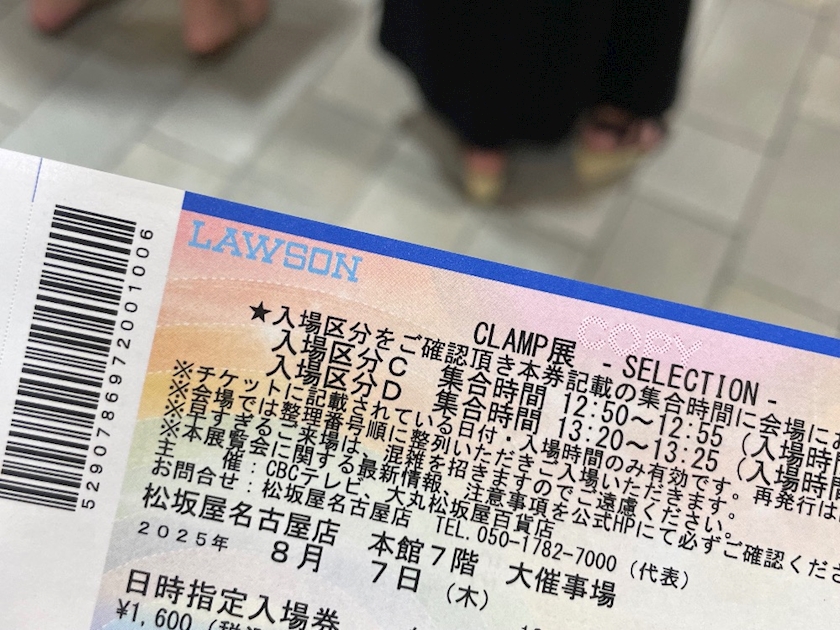 LAWSON
COPY
CLAMP展 - SELECTION -
★入場区分をご確認頂き本券記載の集合時間に会場に
入場区分C 集合時間 12:50～12:55 (入場時
入場区分D 集合時間 13:20～13:25 (入場時間
※チケットに記載されている日付・入場時間のみ有効です。再発行は
※会場では整理番号順に整列いただきご入場いただきます。
※早すぎるご来場は、混雑を招きますのでご遠慮ください。
※本展覧会に関する最新情報、注意事項を公式HPにて必ずご確認くださ
主 催:CBCテレビ、大丸松坂屋百貨店
お問合せ:松坂屋名古屋店 TEL.050-1782-7000 (代表)
松坂屋名古屋店 本館7階 大催事場
2025年 8月 7日 (木)
日時指定入場券
¥1,600
5290786972001006